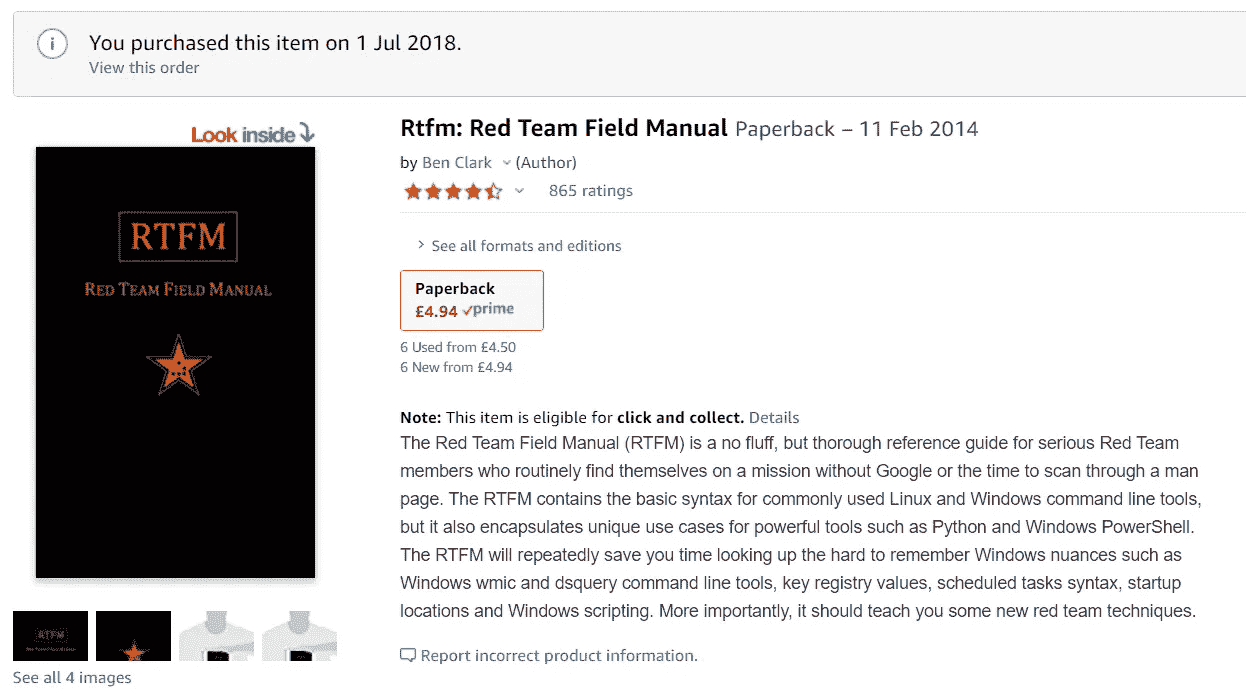 You purchased this item on 1 Jul 2018.
View this order
Look inside
RTFM
RED TEAM FIELD MANUAL
See all 4 images
Rtfm: Red Team Field Manual Paperback – 11 Feb 2014
by Ben Clark (Author)
865 ratings
See all formats and editions
Paperback
£4.94 prime
6 Used from £4.50
6 New from £4.94
Note: This item is eligible for click and collect. Details
The Red Team Field Manual (RTFM) is a no fluff, but thorough reference guide for serious Red Team
members who routinely find themselves on a mission without Google or the time to scan through a man
page. The RTFM contains the basic syntax for commonly used Linux and Windows command line tools,
but it also encapsulates unique use cases for powerful tools such as Python and Windows PowerShell.
The RTFM will repeatedly save you time looking up the hard to remember Windows nuances such as
Windows wmic and dsquery command line tools, key registry values, scheduled tasks syntax, startup
locations and Windows scripting. More importantly, it should teach you some new red team techniques.
Report incorrect product information.